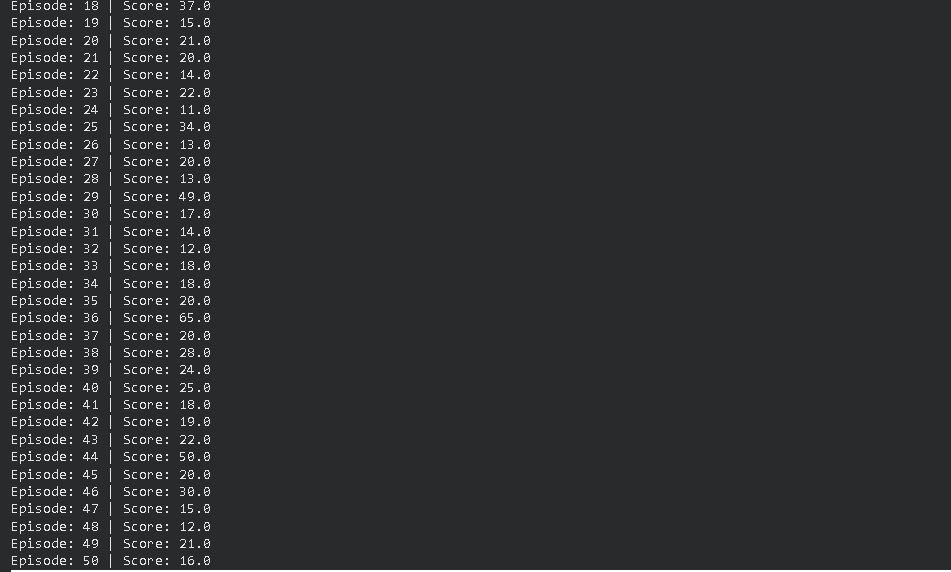 Episode: 18 | Score: 37.0
Episode: 19 | Score: 15.0
Episode: 20 | Score: 21.0
Episode: 21 | Score: 20.0
Episode: 22 | Score: 14.0
Episode: 23 | Score: 22.0
Episode: 24 | Score: 11.0
Episode: 25 | Score: 34.0
Episode: 26 | Score: 13.0
Episode: 27 | Score: 20.0
Episode: 28 | Score: 13.0
Episode: 29 | Score: 49.0
Episode: 30 | Score: 17.0
Episode: 31 | Score: 14.0
Episode: 32 | Score: 12.0
Episode: 33 | Score: 18.0
Episode: 34 | Score: 18.0
Episode: 35 | Score: 20.0
Episode: 36 | Score: 65.0
Episode: 37 | Score: 20.0
Episode: 38 | Score: 28.0
Episode: 39 | Score: 24.0
Episode: 40 | Score: 25.0
Episode: 41 | Score: 18.0
Episode: 42 | Score: 19.0
Episode: 43 | Score: 22.0
Episode: 44 | Score: 50.0
Episode: 45 | Score: 20.0
Episode: 46 | Score: 30.0
Episode: 47 | Score: 15.0
Episode: 48 | Score: 12.0
Episode: 49 | Score: 21.0
Episode: 50 | Score: 16.0